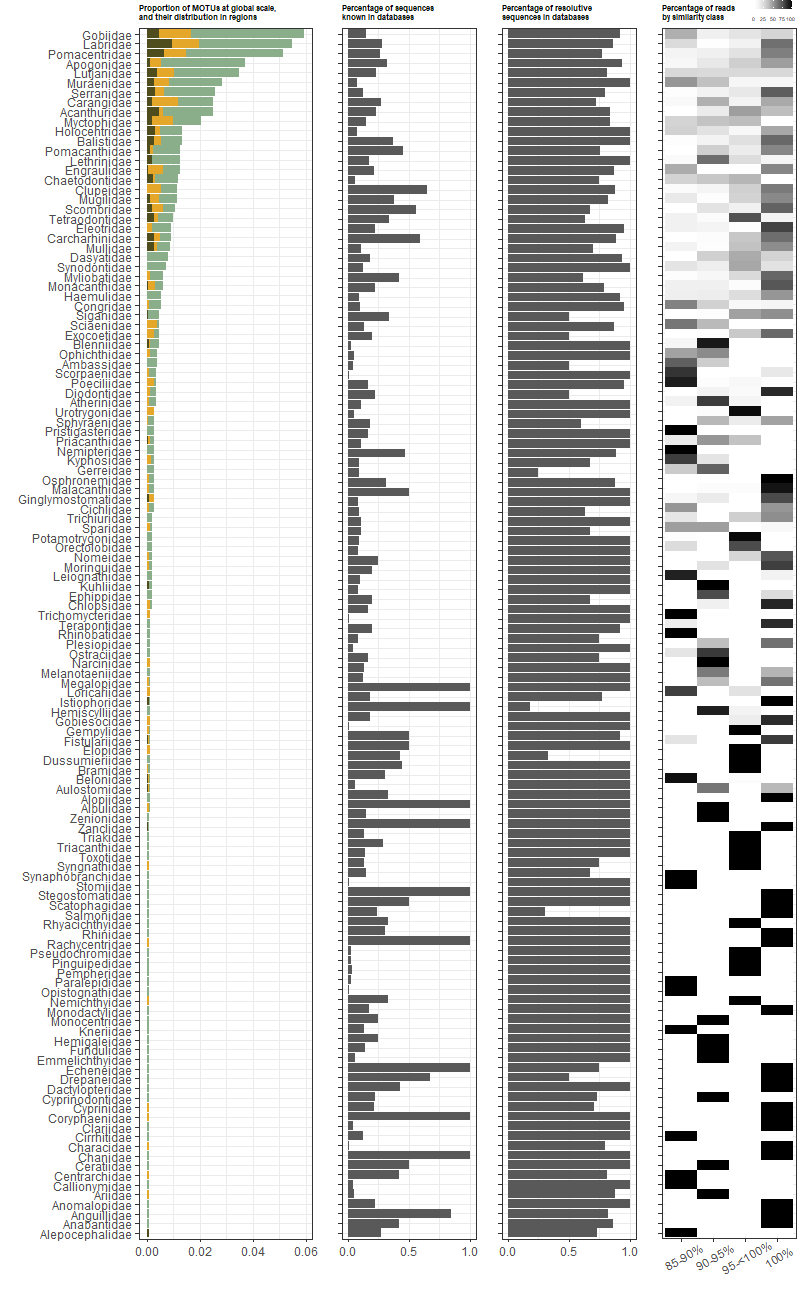 Proportion of MOTUs at global scale,
and their distribution in regions
Percentage of sequences
known in databases
Percentage of resolutive
sequences in databases
Percentage of reads
by similarity class
0 25 50 75 100
Gobiidae
Labridae
Pomacentridae
Apogonidae
Lutjanidae
Muraenidae
Serranidae
Carangidae
Acanthuridae
Myctophidae
Holocentridae
Balistidae
Pomacanthidae
Lethrinidae
Engraulidae
Chaetodontidae
Clupeidae
Mugilidae
Scombridae
Tetraodontidae
Eleotridae
Carcharhinidae
Mullidae
Dasyatidae
Synodontidae
Myliobatidae
Monacanthidae
Haemulidae
Congridae
Siganidae
Sciaenidae
Exocoetidae
Blenniidae
Ophichthidae
Ambassidae
Scorpaenidae
Poeciliidae
Diodontidae
Atherinidae
Urotrygonidae
Sphyraenidae
Pristigasteridae
Priacanthidae
Nemipteridae
Kyphosidae
Gerreidae
Osphronemidae
Malacanthidae
Ginglymostomatidae
Cichlidae
Trichiuridae
Sparidae
Potamotrygonidae
Orectolobidae
Nomeidae
Moringuidae
Leiognathidae
Kuhliidae
Ephippidae
Chlopsidae
Trichomycteridae
Terapontidae
Rhinobatidae
Plesiopidae
Ostraciidae
Narcinidae
Melanotaeniidae
Megalopidae
Loricariidae
Istiophoridae
Hemiscylliidae
Gobiesocidae
Gempylidae
Fistulariidae
Elopidae
Dussumieriidae
Bramidae
Belonidae
Aulostomidae
Alopiidae
Albulidae
Zenionidae
Zanclidae
Triakidae
Triacanthidae
Toxotidae
Syngnathidae
Synaphobranchidae
Stomiidae
Stegostomatidae
Scatophagidae
Salmonidae
Rhyacichthyidae
Rhinidae
Rachycentridae
Pseudochromidae
Pinguipedidae
Pempheridae
Paralepididae
Opistognathidae
Nemichthyidae
Monodactylidae
Monocentridae
Kneriidae
Hemigaleidae
Fundulidae
Emmelichthyidae
Echeneidae
Drepaneidae
Dactylopteridae
Cyprinodontidae
Cyprinidae
Coryphaenidae
Clariidae
Cirrhitidae
Characidae
Chanidae
Ceratiidae
Centrarchidae
Callionymidae
Ariidae
Anomalopidae
Anguillidae
Anabantidae
Alepocephalidae
0.00 0.02 0.04 0.06
0.0 0.5 1.0
0.0 0.5 1.0
85-90% 90-95% 95-<100% 100%